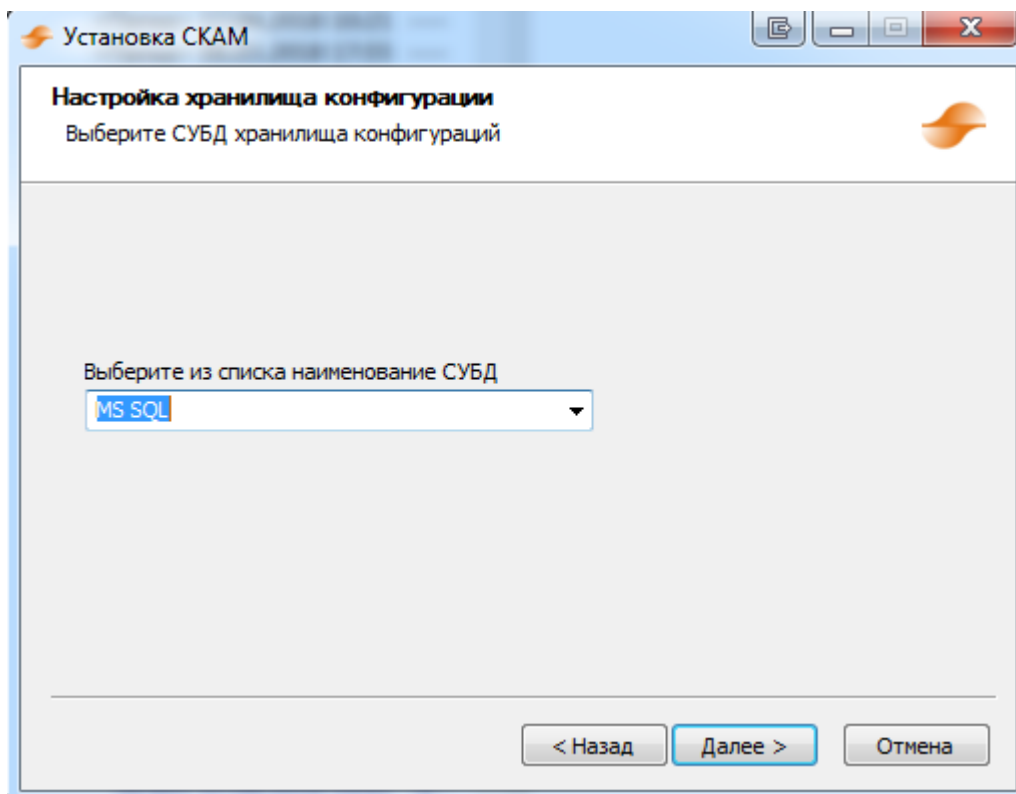 Установка СКАМ
Настройка хранилища конфигурации
Выберите СУБД хранилища конфигураций
Выберите из списка наименование СУБД
MS SQL
< Назад
Далее >
Отмена